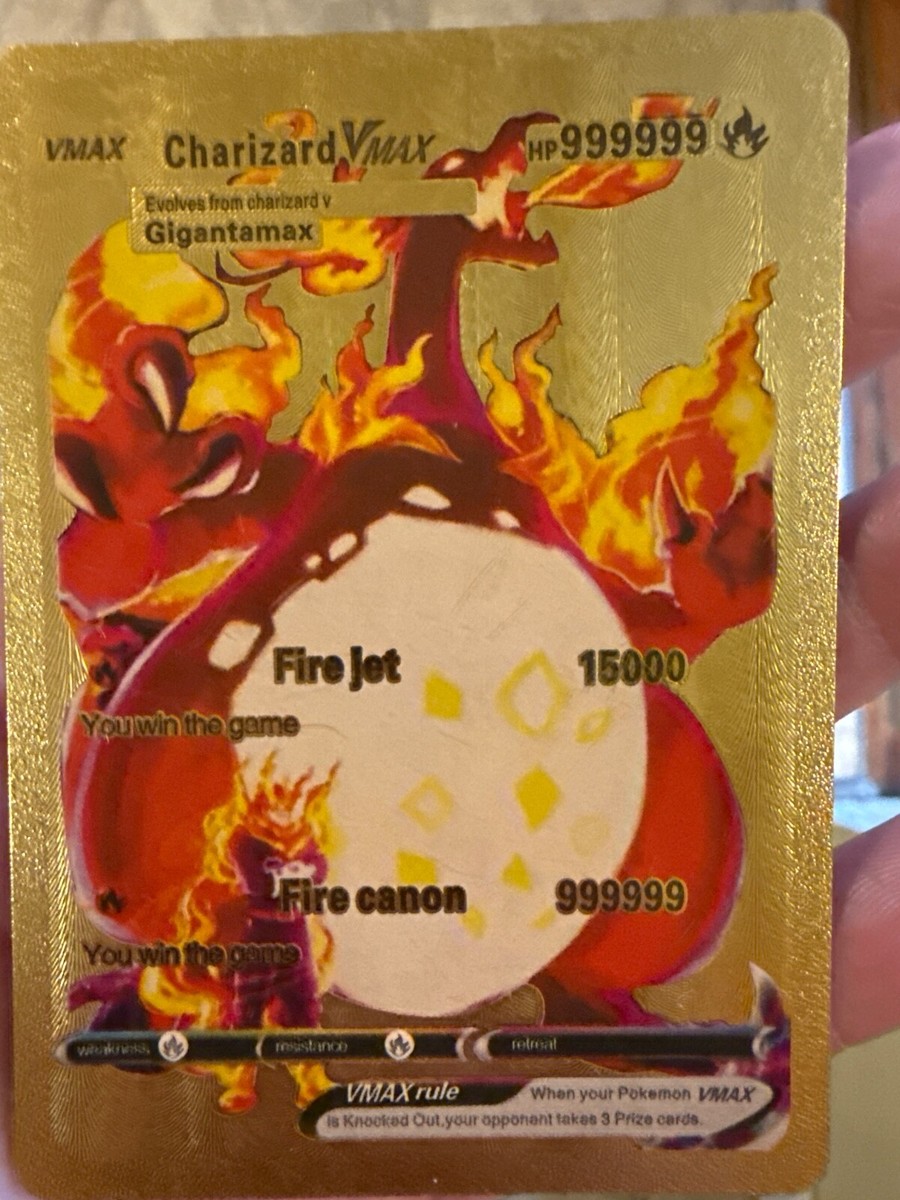 VMAX Charizard VMAX HP 999999
Evolves from charizard v
Gigantamax
Fire jet 15000
You win the game
Fire canon 999999
You win the game
weakness resistance retreat
VMAX rule When your Pokemon VMAX
is Knocked Out,your opponent takes 3 Prize cards.